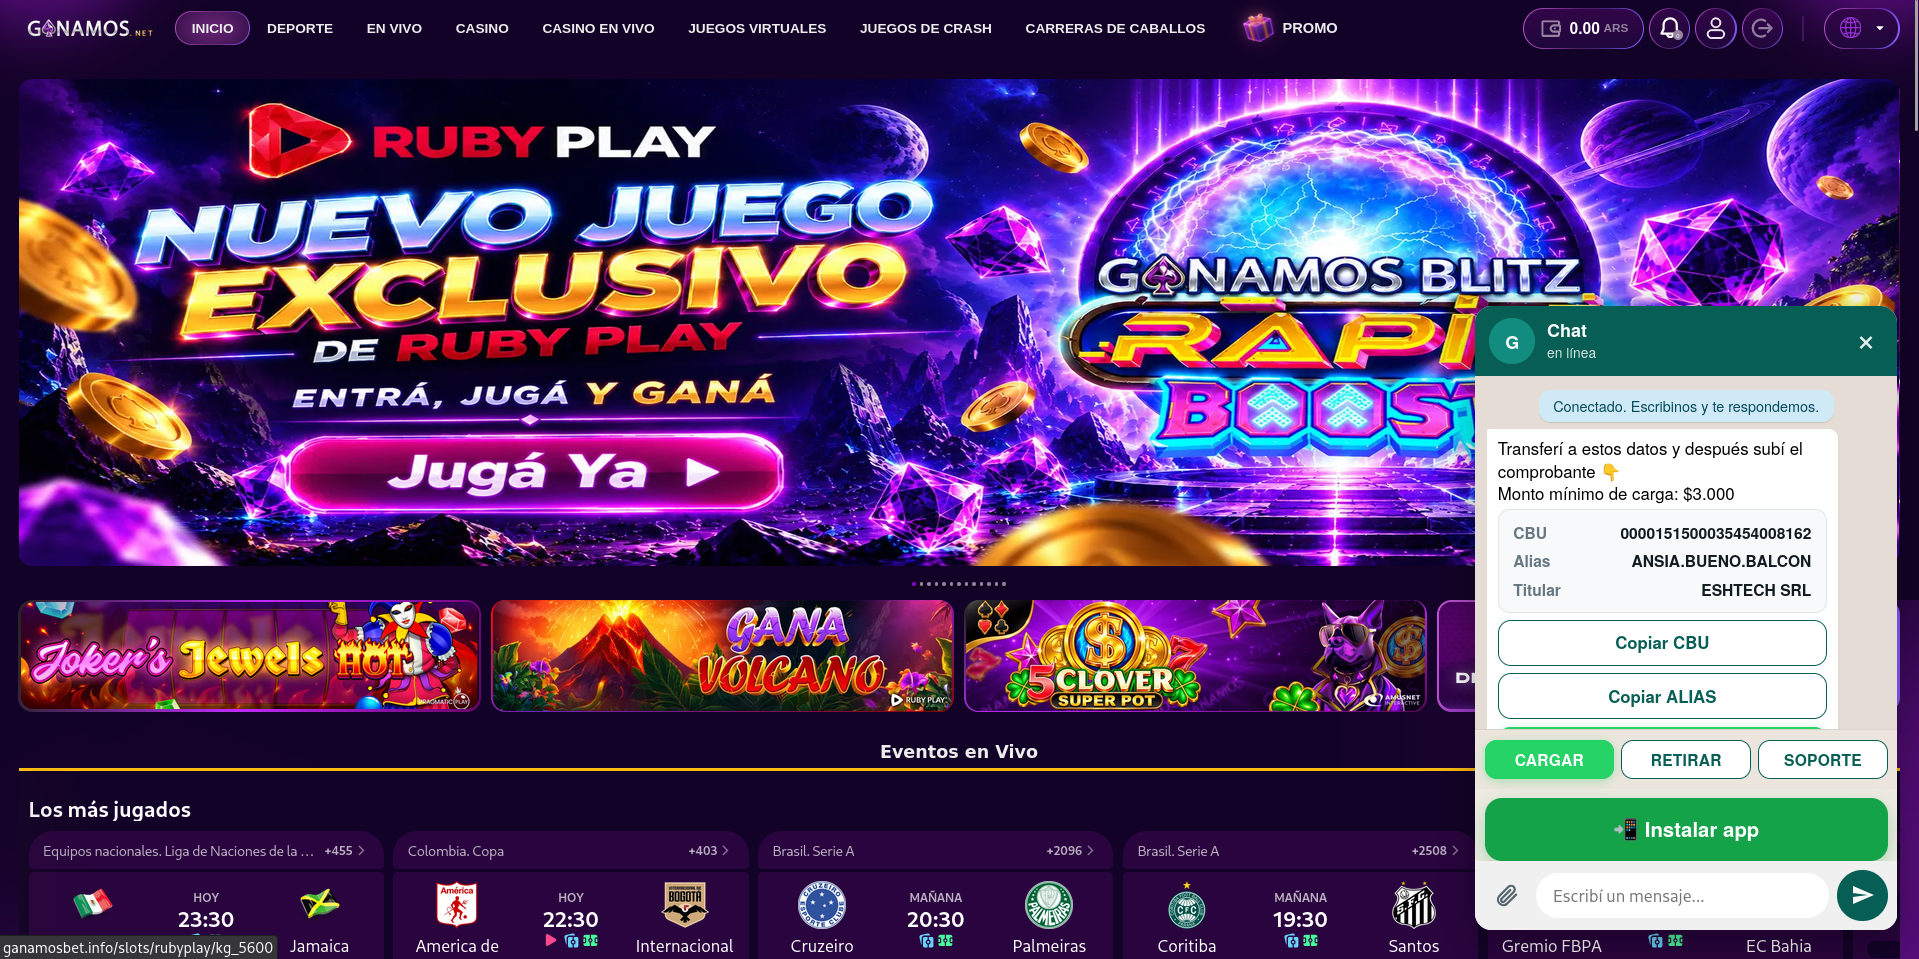 GANAMOS.NET
INICIO
DEPORTE
EN VIVO
CASINO
CASINO EN VIVO
JUEGOS VIRTUALES
JUEGOS DE CRASH
CARRERAS DE CABALLOS
PROMO
0.00 ARS
RUBY PLAY
NUEVO JUEGO
EXCLUSIVO
DE RUBY PLAY
ENTRÁ, JUGÁ Y GANÁ
Jugá Ya
GANAMOS BLITZ
Joker's Jewels HOT
PRAGMATIC PLAY
GANA
VOLCANO
RUBY PLAY
5 CLOVER
SUPER POT
AMUSNET
INTERACTIVE
Eventos en Vivo
Los más jugados
Equipos nacionales. Liga de Naciones de la ... +455
HOY
23:30
Jamaica
Colombia. Copa +403
América
HOY
22:30
America de
Internacional
Brasil. Serie A +2096
MAÑANA
20:30
Cruzeiro
Palmeiras
Brasil. Serie A +2508
MAÑANA
19:30
Coritiba
Santos
Gremio FBPA
EC Bahia
G
Chat
en línea
Conectado. Escribinos y te respondemos.
Transferí a estos datos y después subí el
comprobante 👇
Monto mínimo de carga: $3.000
CBU 0000151500035454008162
Alias ANSIA.BUENO.BALCON
Titular ESHTECH SRL
Copiar CBU
Copiar ALIAS
CARGAR
RETIRAR
SOPORTE
📲 Instalar app
Escribí un mensaje...
ganamosbet.info/slots/rubyplay/kg_5600